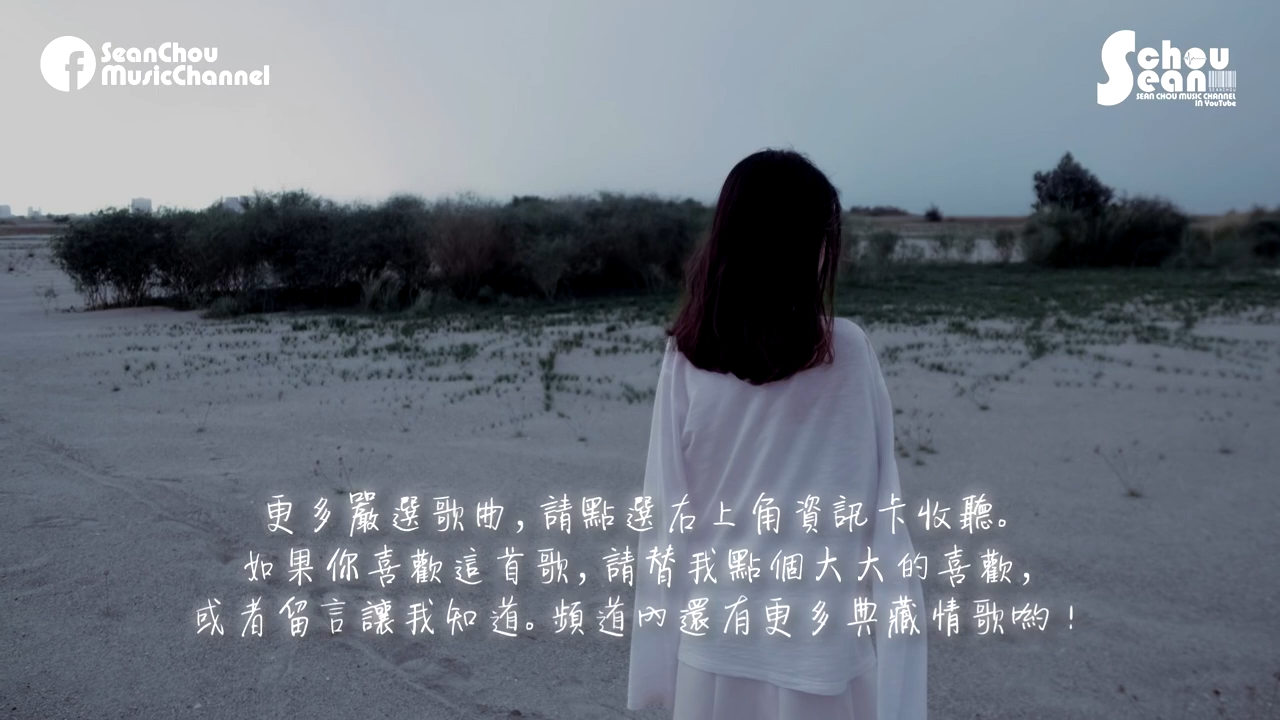 SeanChou
MusicChannel
Schou
Sean
SEAN CHOU MUSIC CHANNEL
IN YouTube
更多嚴選歌曲，請點選右上角資訊卡收聽。
如果你喜歡這首歌，請替我點個大大的喜歡，
或者留言讓我知道。頻道內還有更多典藏情歌喲！